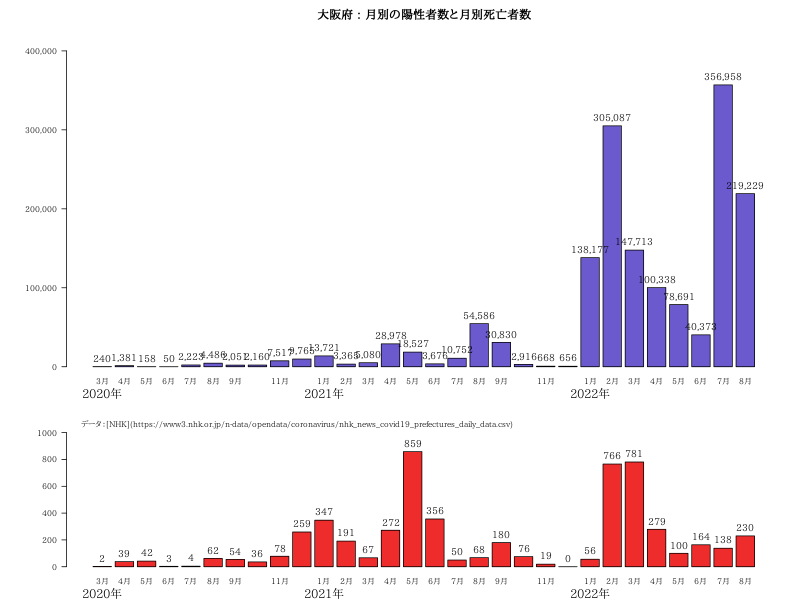 大阪府：月別の陽性者数と月別死亡者数
400,000
300,000
200,000
100,000
0
240 1,381 158 50 2,223 4,486 2,051 2,160 7,517 9,765 13,721 3,365 5,080 28,978 18,527 3,676 10,752 54,586 30,830 2,916 668 656 138,177 305,087 147,713 100,338 78,691 40,373 356,958 219,229
3月 4月 5月 6月 7月 8月 9月 11月 1月 2月 3月 4月 5月 6月 7月 8月 9月 11月 1月 2月 3月 4月 5月 6月 7月 8月
2020年 2021年 2022年
データ：[NHK](https://www3.nhk.or.jp/n-data/opendata/coronavirus/nhk_news_covid19_prefectures_daily_data.csv)
1000
800
600
400
200
0
2 39 42 3 4 62 54 36 78 259 347 191 67 272 859 356 50 68 180 76 19 0 56 766 781 279 100 164 138 230
3月 4月 5月 6月 7月 8月 9月 11月 1月 2月 3月 4月 5月 6月 7月 8月 9月 11月 1月 2月 3月 4月 5月 6月 7月 8月
2020年 2021年 2022年